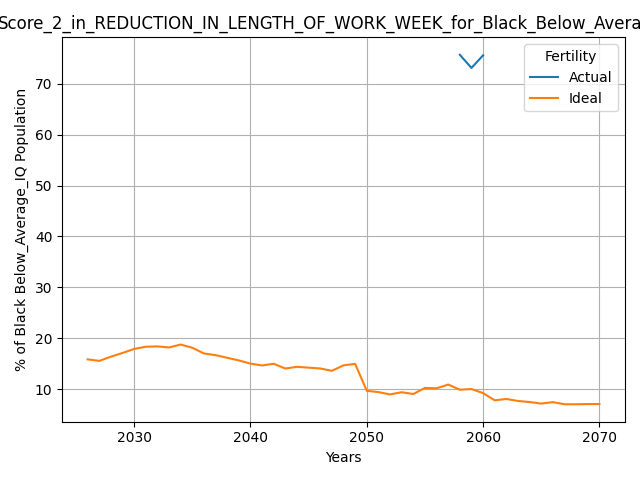 Score_2_in_REDUCTION_IN_LENGTH_OF_WORK_WEEK_for_Black_Below_Avera
Fertility
Actual
Ideal
% of Black Below_Average_IQ Population
70
60
50
40
30
20
10
2030 2040 2050 2060 2070
Years